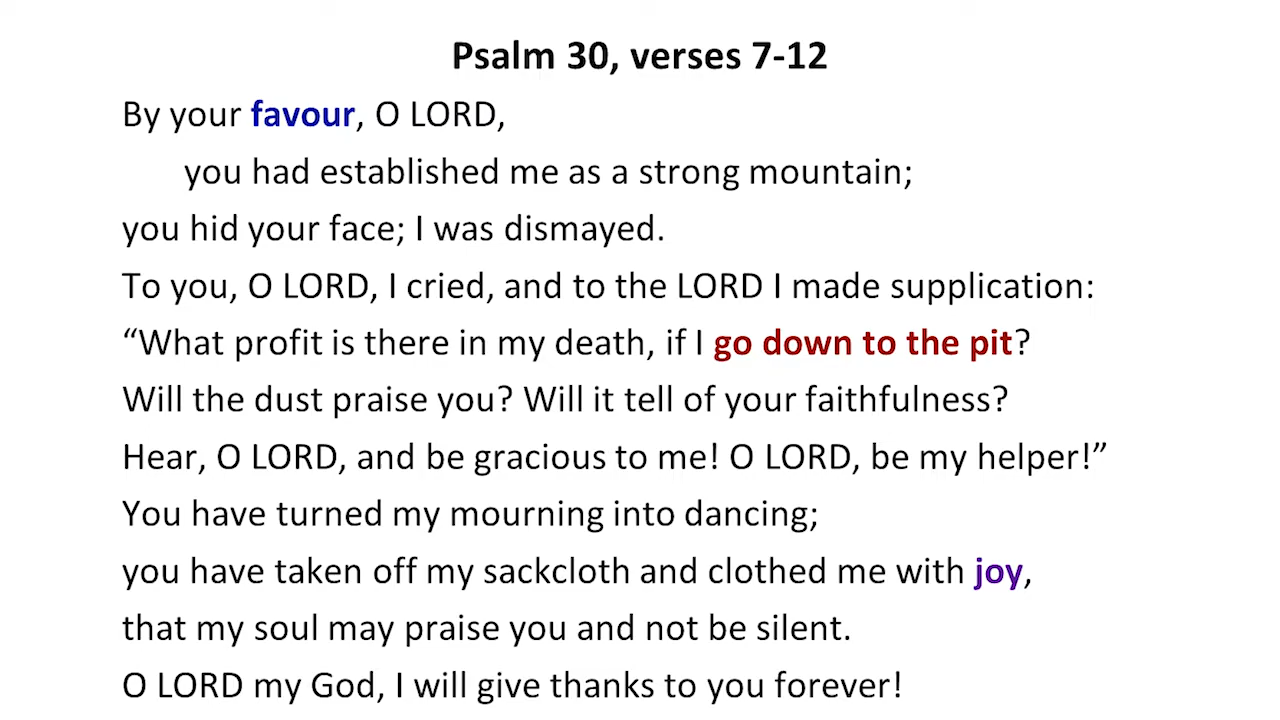 Psalm 30, verses 7-12
By your favour, O LORD,
you had established me as a strong mountain;
you hid your face; I was dismayed.
To you, O LORD, I cried, and to the LORD I made supplication:
“What profit is there in my death, if I go down to the pit?
Will the dust praise you? Will it tell of your faithfulness?
Hear, O LORD, and be gracious to me! O LORD, be my helper!”
You have turned my mourning into dancing;
you have taken off my sackcloth and clothed me with joy,
that my soul may praise you and not be silent.
O LORD my God, I will give thanks to you forever!